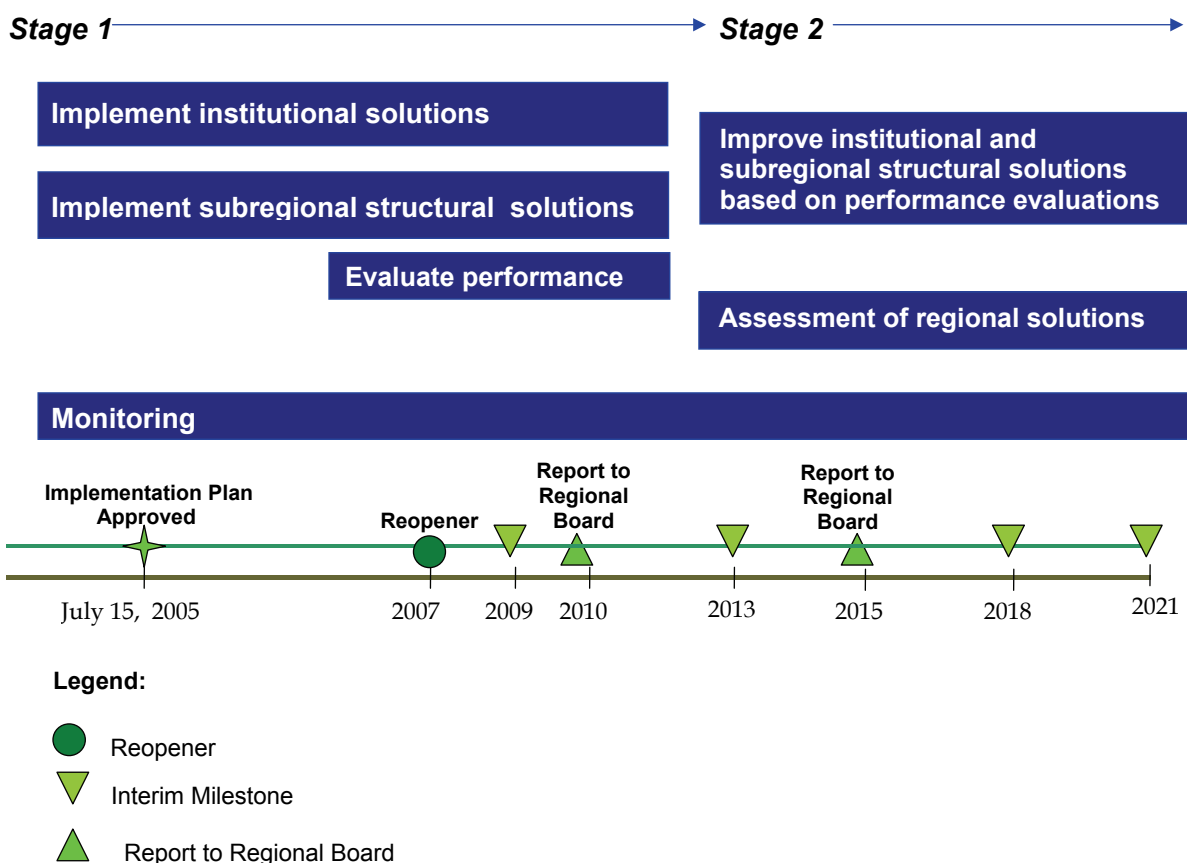 Stage 1
Stage 2
Implement institutional solutions
Improve institutional and
subregional structural solutions
based on performance evaluations
Implement subregional structural solutions
Evaluate performance
Assessment of regional solutions
Monitoring
Implementation Plan
Approved
Reopener
Report to
Regional
Board
Report to
Regional
Board
July 15, 2005
2007
2009
2010
2013
2015
2018
2021
Legend:
Reopener
Interim Milestone
Report to Regional Board